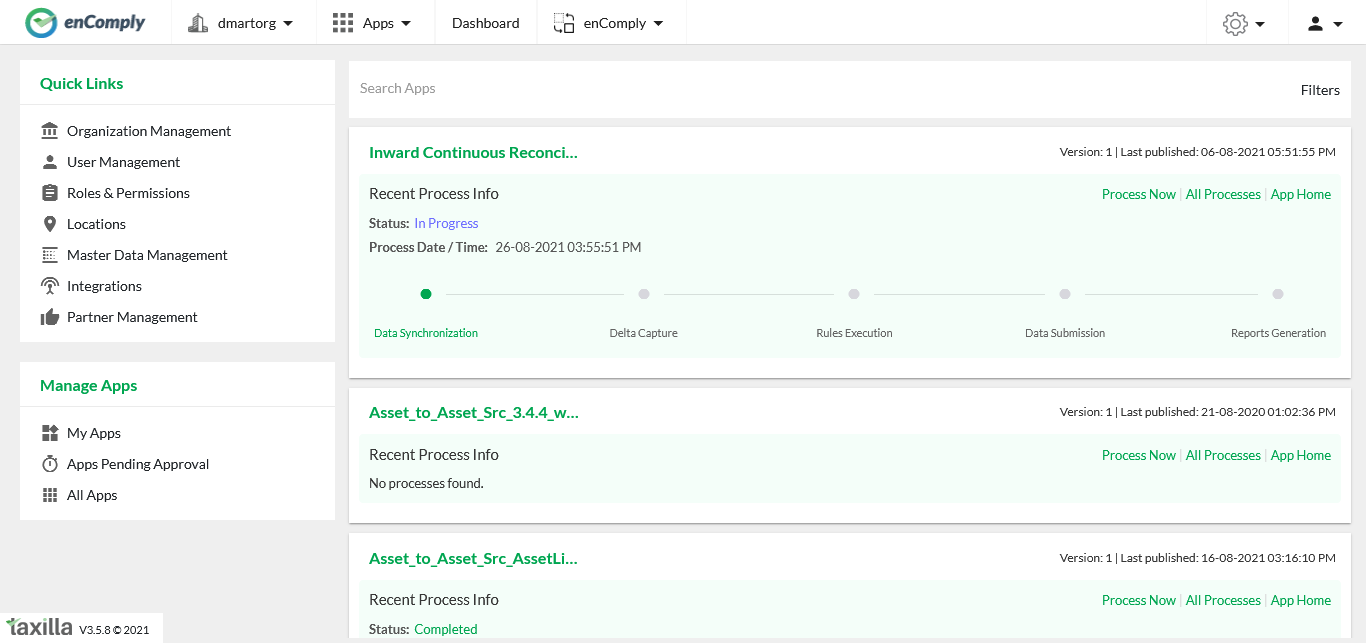 enComply
dmartorg
Apps
Dashboard
enComply
Quick Links
Organization Management
User Management
Roles & Permissions
Locations
Master Data Management
Integrations
Partner Management
Manage Apps
My Apps
Apps Pending Approval
All Apps
taxilla V3.5.8 © 2021
Search Apps
Filters
Inward Continuous Reconci...
Version: 1 | Last published: 06-08-2021 05:51:55 PM
Recent Process Info
Process Now | All Processes | App Home
Status: In Progress
Process Date / Time: 26-08-2021 03:55:51 PM
Data Synchronization
Delta Capture
Rules Execution
Data Submission
Reports Generation
Asset_to_Asset_Src_3.4.4_w...
Version: 1 | Last published: 21-08-2020 01:02:36 PM
Recent Process Info
Process Now | All Processes | App Home
No processes found.
Asset_to_Asset_Src_AssetLi...
Version: 1 | Last published: 16-08-2021 03:16:10 PM
Recent Process Info
Process Now | All Processes | App Home
Status: Completed